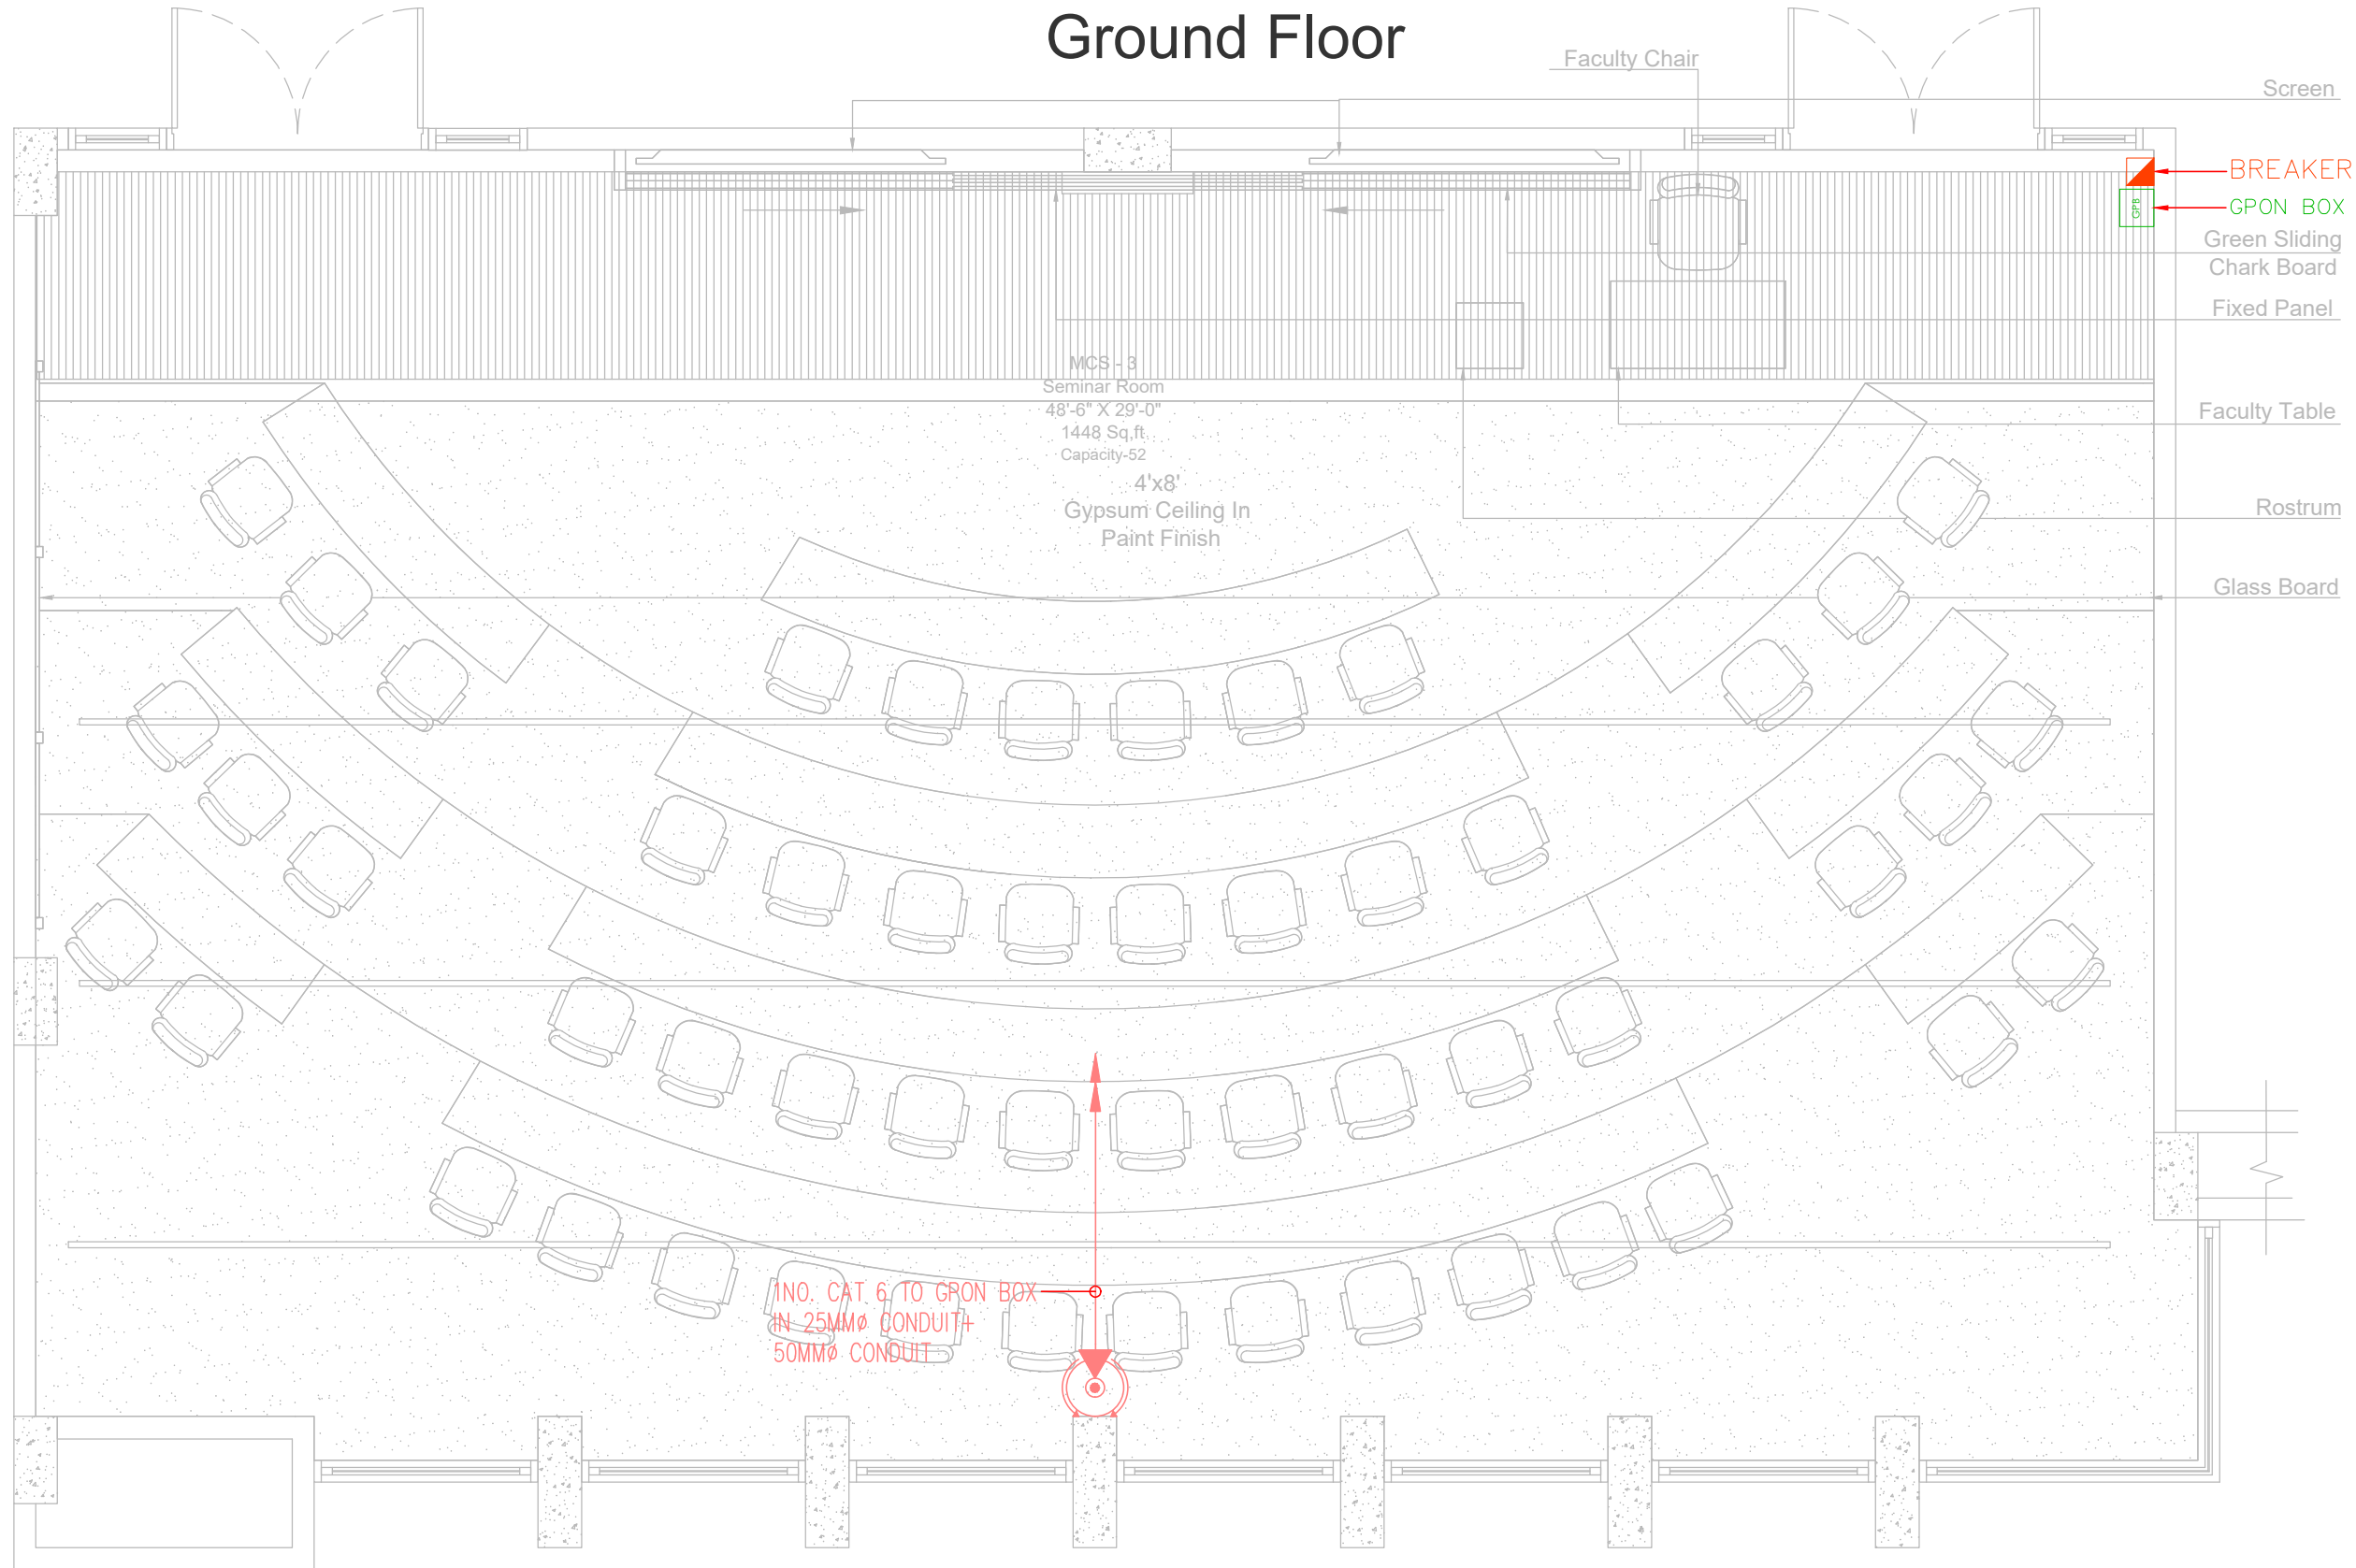 Ground Floor
Faculty Chair
Screen
BREAKER
GPB
GPON BOX
Green Sliding
Chark Board
Fixed Panel
MCS - 3
Seminar Room
48'-6" X 29'-0"
1448 Sq.ft
Capacity-52
Faculty Table
4'x8'
Gypsum Ceiling In
Paint Finish
Rostrum
Glass Board
1NO. CAT 6 TO GPON BOX
IN 25MMØ CONDUIT+
50MMØ CONDUIT